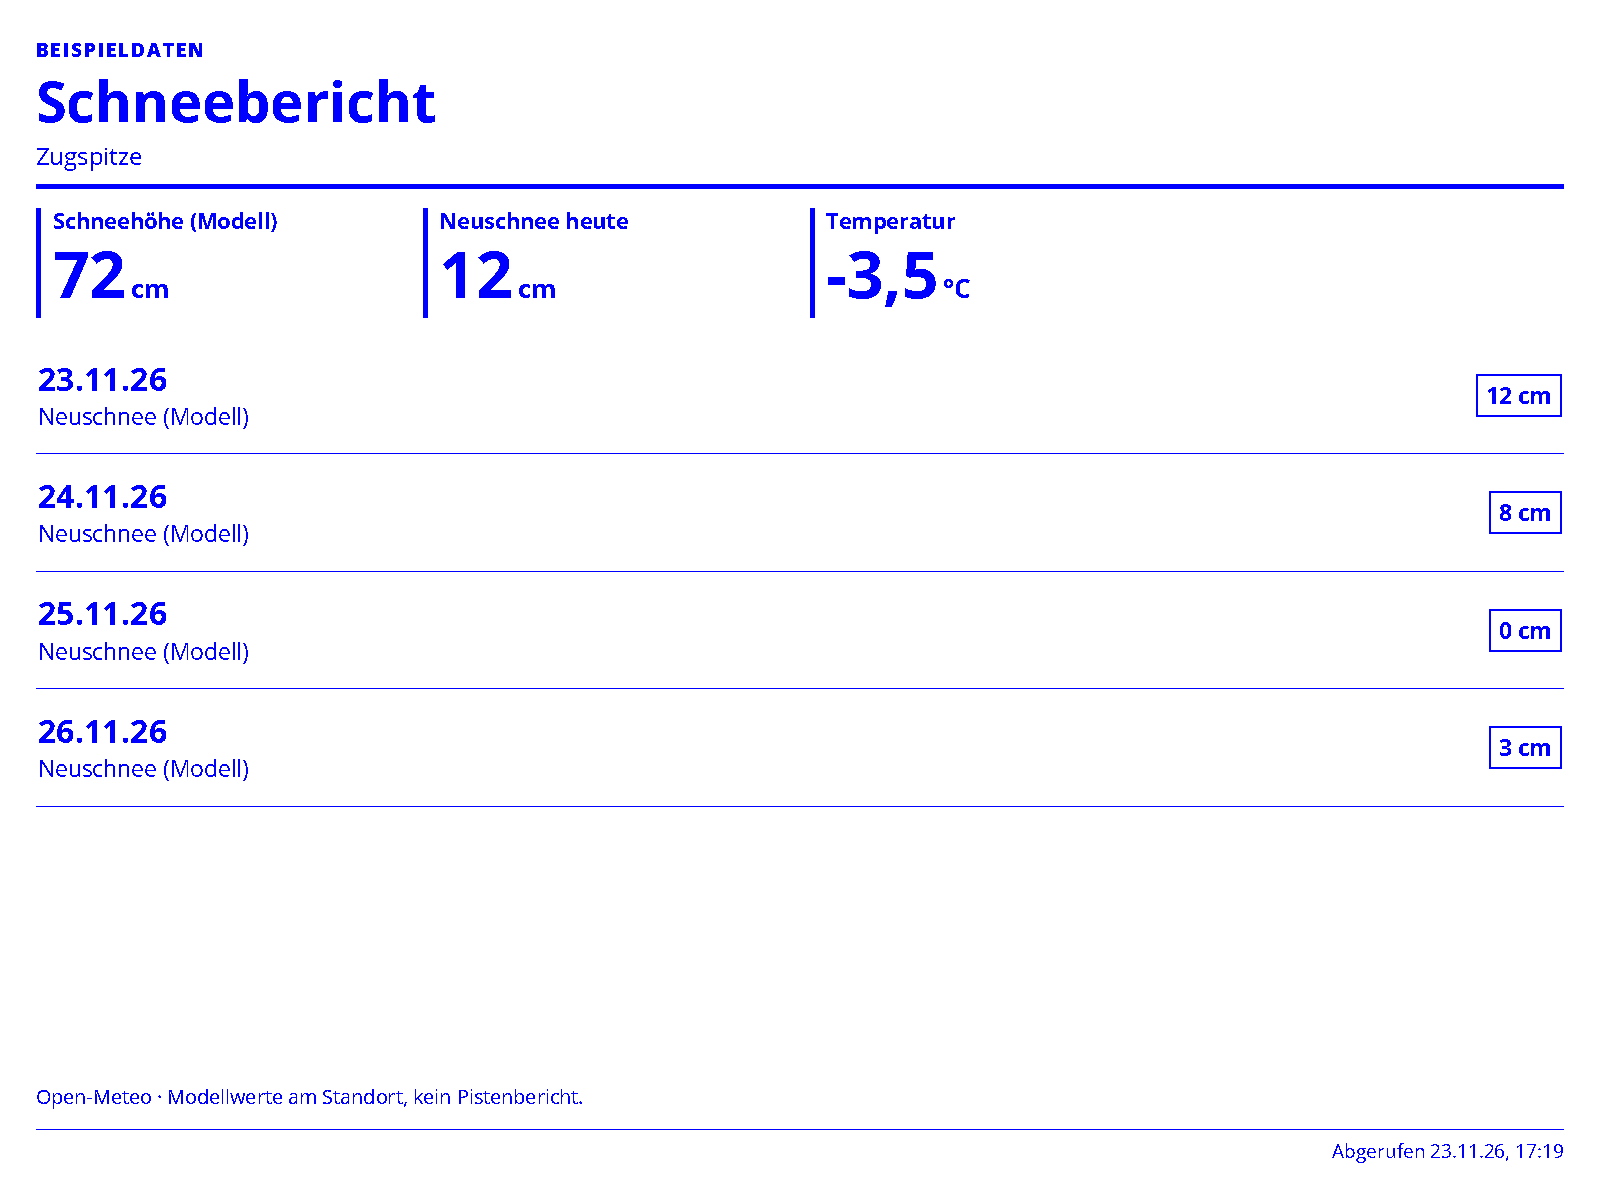 BEISPIELDATEN
Schneebericht
Zugspitze
Schneehöhe (Modell)
72 cm
Neuschnee heute
12 cm
Temperatur
-3,5 °C
23.11.26
Neuschnee (Modell)
12 cm
24.11.26
Neuschnee (Modell)
8 cm
25.11.26
Neuschnee (Modell)
0 cm
26.11.26
Neuschnee (Modell)
3 cm
Open-Meteo · Modellwerte am Standort, kein Pistenbericht.
Abgerufen 23.11.26, 17:19